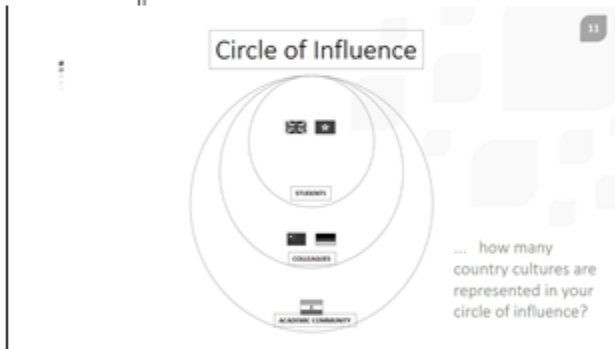 11
Circle of Influence
STUDENTS
COLLEAGUES
ACADEMIC COMMUNITY
... how many
country cultures are
represented in your
circle of influence?